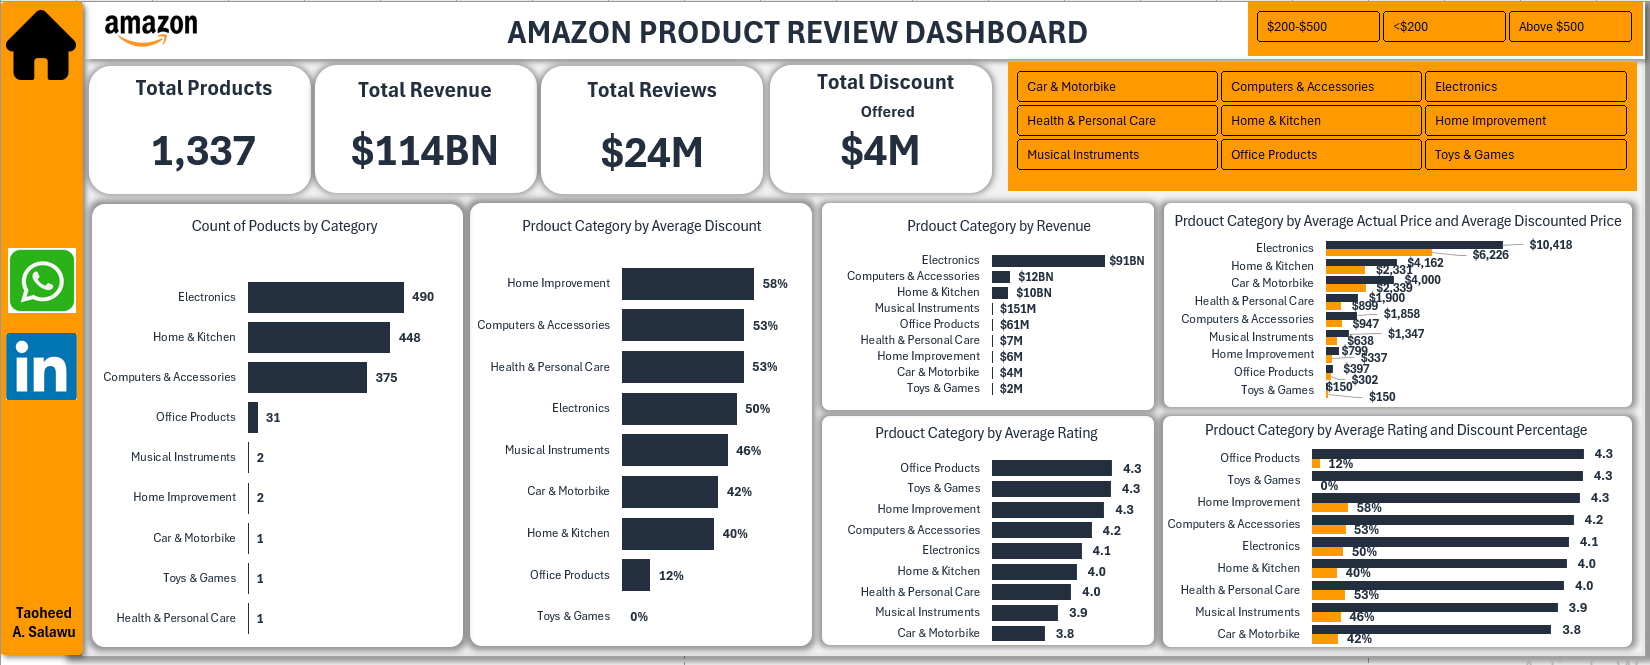 amazon
AMAZON PRODUCT REVIEW DASHBOARD
$200-$500
<$200
Above $500
Total Products
1,337
Total Revenue
$114BN
Total Reviews
$24M
Total Discount
Offered
$4M
Car & Motorbike
Computers & Accessories
Electronics
Health & Personal Care
Home & Kitchen
Home Improvement
Musical Instruments
Office Products
Toys & Games
in
Taoheed
A. Salawu
Count of Poducts by Category
Electronics 490
Home & Kitchen 448
Computers & Accessories 375
Office Products 31
Musical Instruments 2
Home Improvement 2
Car & Motorbike 1
Toys & Games 1
Health & Personal Care 1
Prdouct Category by Average Discount
Home Improvement 58%
Computers & Accessories 53%
Health & Personal Care 53%
Electronics 50%
Musical Instruments 46%
Car & Motorbike 42%
Home & Kitchen 40%
Office Products 12%
Toys & Games 0%
Prdouct Category by Revenue
Electronics $91BN
Computers & Accessories $12BN
Home & Kitchen $10BN
Musical Instruments $151M
Office Products $61M
Health & Personal Care $7M
Home Improvement $6M
Car & Motorbike $4M
Toys & Games $2M
Prdouct Category by Average Actual Price and Average Discounted Price
Electronics $10,418 $6,226
Home & Kitchen $4,162 $2,331
Car & Motorbike $4,000 $2,339
Health & Personal Care $1,900 $899
Computers & Accessories $1,858 $947
Musical Instruments $1,347 $638
Home Improvement $799 $337
Office Products $397 $302
Toys & Games $150 $150
Prdouct Category by Average Rating
Office Products 4.3
Toys & Games 4.3
Home Improvement 4.3
Computers & Accessories 4.2
Electronics 4.1
Home & Kitchen 4.0
Health & Personal Care 4.0
Musical Instruments 3.9
Car & Motorbike 3.8
Prdouct Category by Average Rating and Discount Percentage
Office Products 4.3 12%
Toys & Games 4.3 0%
Home Improvement 4.3 58%
Computers & Accessories 4.2 53%
Electronics 4.1 50%
Home & Kitchen 4.0 40%
Health & Personal Care 4.0 53%
Musical Instruments 3.9 46%
Car & Motorbike 3.8 42%